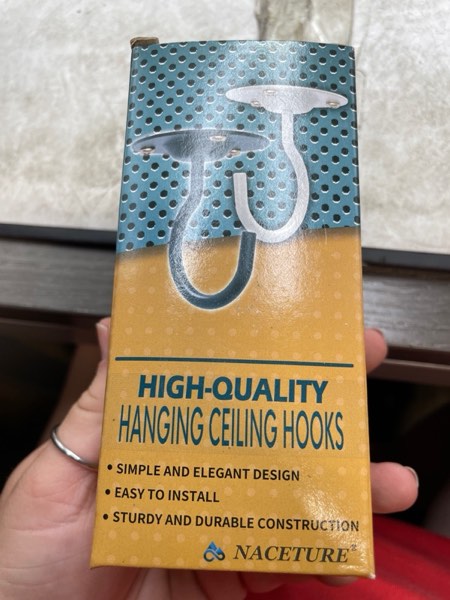 HIGH-QUALITY
HANGING CEILING HOOKS
• SIMPLE AND ELEGANT DESIGN
• EASY TO INSTALL
• STURDY AND DURABLE CONSTRUCTION
NACETURE